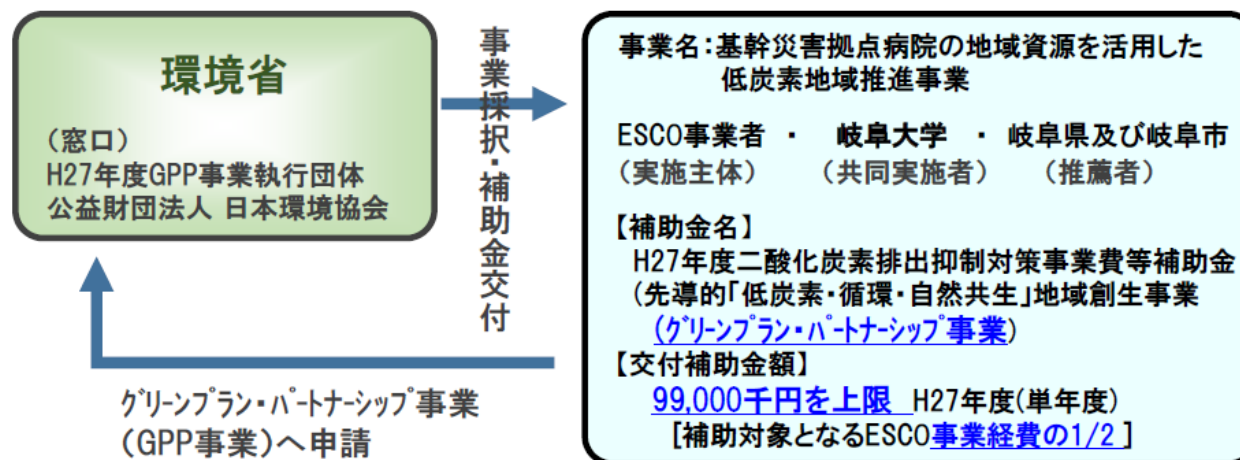 環境省
(窓口)
H27年度GPP事業執行団体
公益財団法人 日本環境協会
事業採択・補助金交付
事業名:基幹災害拠点病院の地域資源を活用した
低炭素地域推進事業
ESCO事業者 ・ 岐阜大学 ・ 岐阜県及び岐阜市
(実施主体) (共同実施者) (推薦者)
【補助金名】
H27年度二酸化炭素排出抑制対策事業費等補助金
(先導的「低炭素・循環・自然共生」地域創生事業
(グリーンプラン・パートナーシップ事業)
【交付補助金額】
99,000千円を上限 H27年度(単年度)
[補助対象となるESCO事業経費の1/2 ]
グリーンプラン・パートナーシップ事業
(GPP事業)へ申請